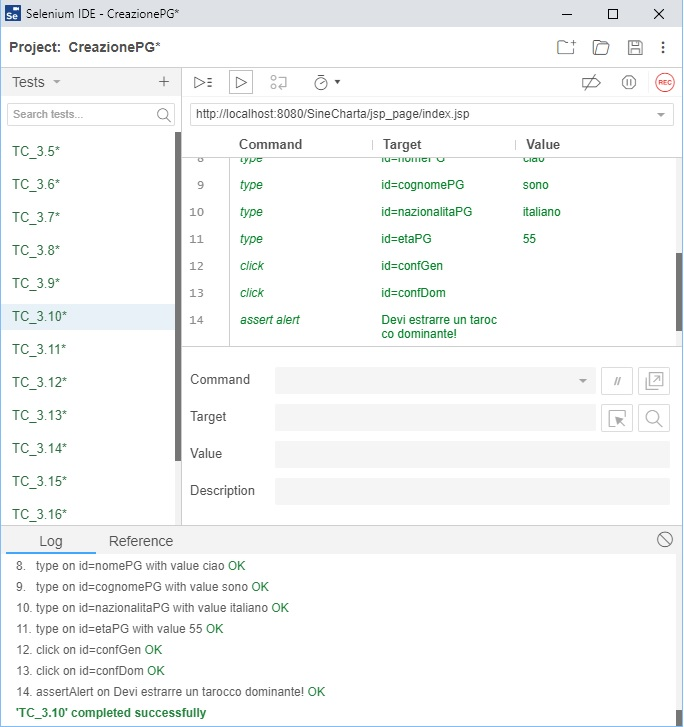 Selenium IDE - CreazionePG*
Project: CreazionePG*
Tests
REC
Search tests...
http://localhost:8080/SineCharta/jsp_page/index.jsp
Command Target Value
TC_3.5*
TC_3.6*
TC_3.7*
TC_3.8*
TC_3.9*
TC_3.10*
TC_3.11*
TC_3.12*
TC_3.13*
TC_3.14*
TC_3.15*
TC_3.16*
8 type id=nomePG ciao
9 type id=cognomePG sono
10 type id=nazionalitaPG italiano
11 type id=etaPG 55
12 click id=confGen
13 click id=confDom
14 assert alert Devi estrarre un taroc
co dominante!
Command //
Target
Value
Description
Log Reference
8. type on id=nomePG with value ciao OK
9. type on id=cognomePG with value sono OK
10. type on id=nazionalitaPG with value italiano OK
11. type on id=etaPG with value 55 OK
12. click on id=confGen OK
13. click on id=confDom OK
14. assertAlert on Devi estrarre un tarocco dominante! OK
'TC_3.10' completed successfully